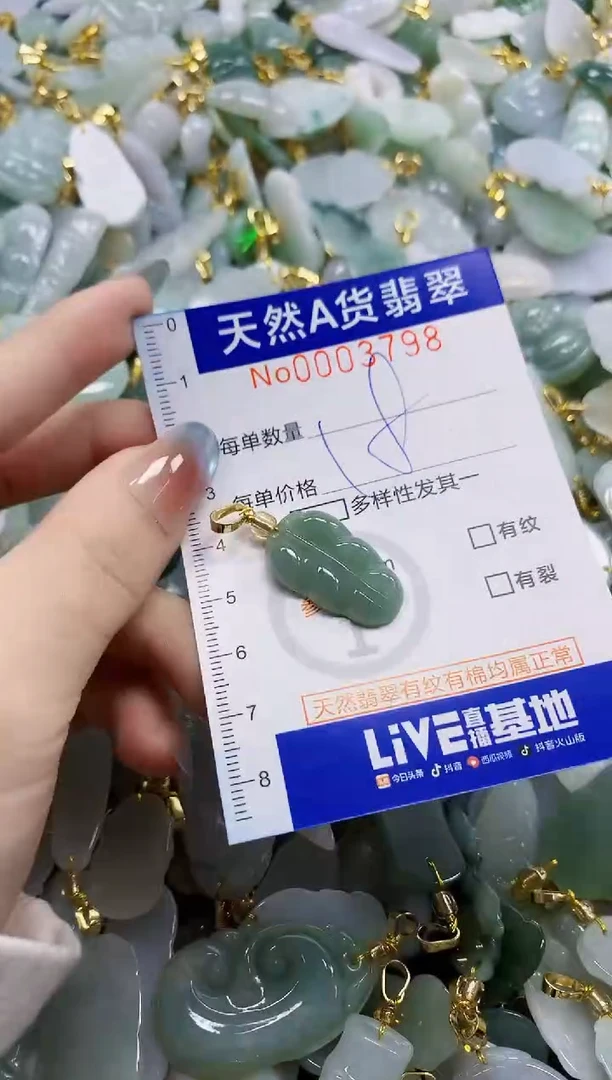 天然A货翡翠
No0003798
0
1
每单数量
18
3
每单价格
多样性发其一
4
有纹
5
有裂
6
天然翡翠有纹有棉均属正常
7
LiVE直播基地
8
今日头条 抖音 西瓜视频 抖音火山版